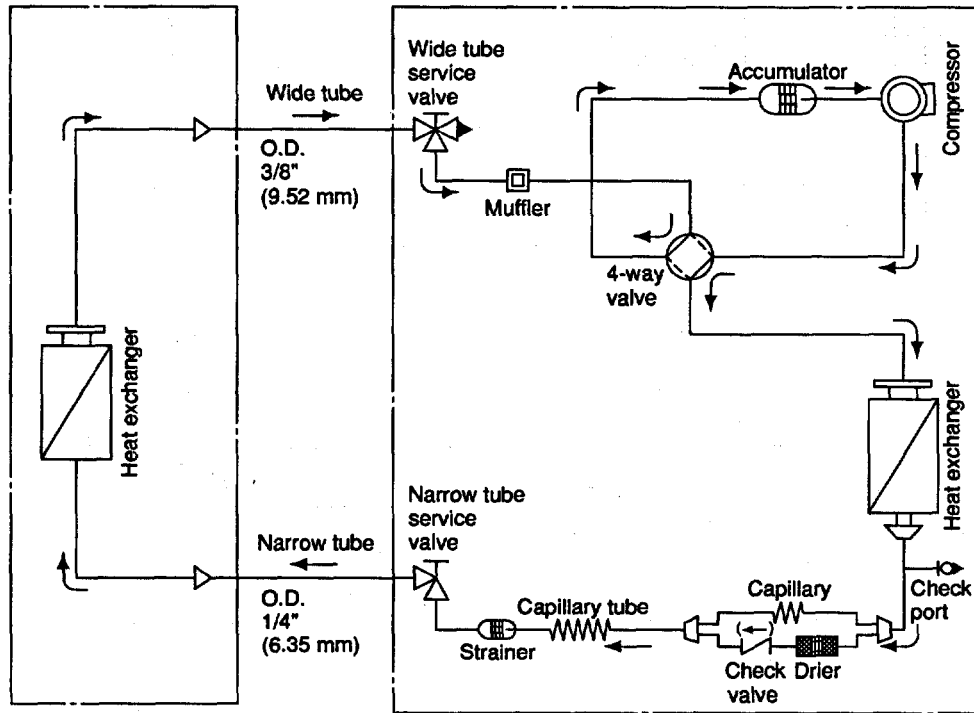 Wide tube
O.D.
3/8"
(9.52 mm)
Wide tube
service
valve
Muffler
Accumulator
Compressor
4-way
valve
Heat exchanger
Heat exchanger
Narrow tube
O.D.
1/4"
(6.35 mm)
Narrow tube
service
valve
Strainer
Capillary tube
Capillary
Check
valve
Drier
Check
port